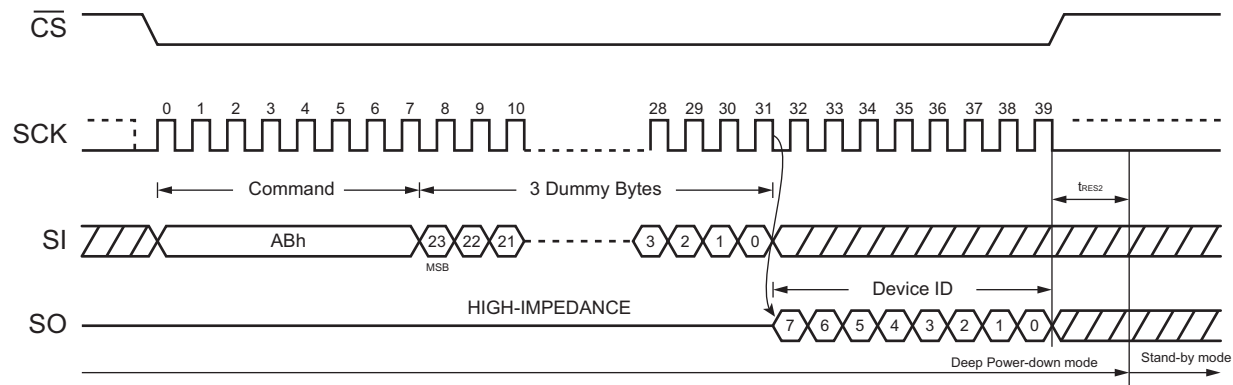 CS
0 1 2 3 4 5 6 7 8 9 10 28 29 30 31 32 33 34 35 36 37 38 39
SCK
Command 3 Dummy Bytes tRES2
SI ABh 23 22 21 3 2 1 0
MSB
Device ID
HIGH-IMPEDANCE
SO 7 6 5 4 3 2 1 0
Deep Power-down mode Stand-by mode